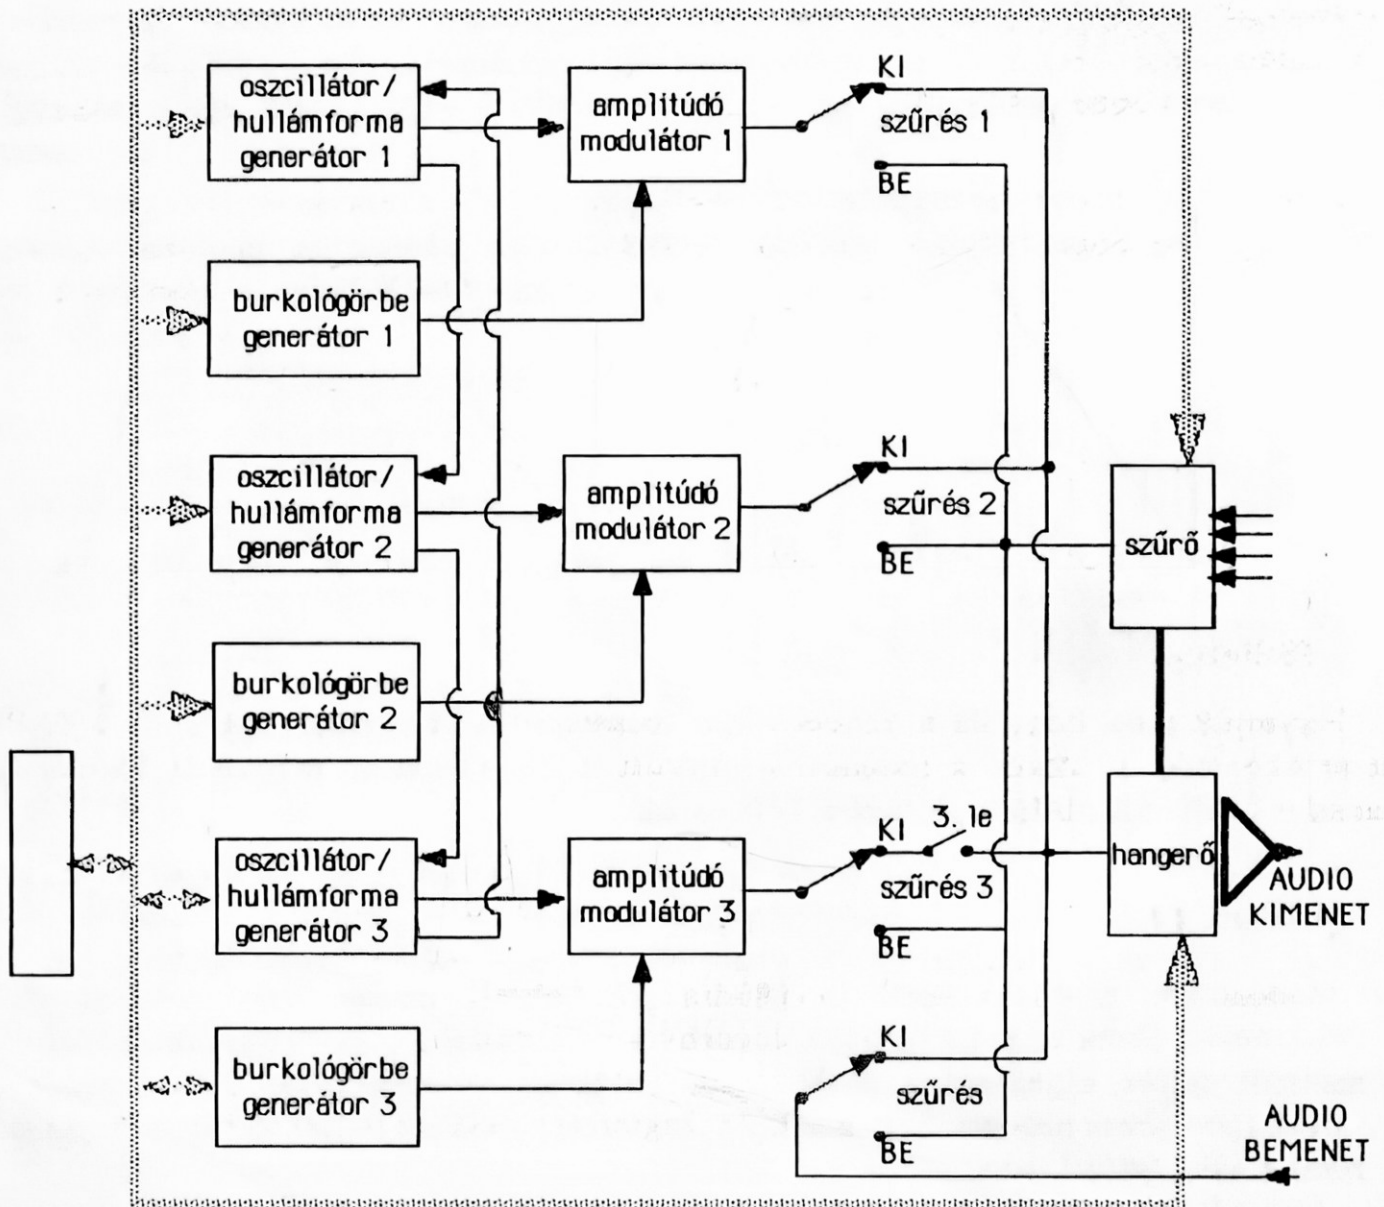 oszcillátor/
hullámforma
generátor 1
amplitúdó
modulátor 1
KI
szűrés 1
BE
burkológörbe
generátor 1
oszcillátor/
hullámforma
generátor 2
amplitúdó
modulátor 2
KI
szűrés 2
BE
szűrő
burkológörbe
generátor 2
oszcillátor/
hullámforma
generátor 3
amplitúdó
modulátor 3
KI
3. le
szűrés 3
BE
hangerő
AUDIO
KIMENET
burkológörbe
generátor 3
KI
szűrés
BE
AUDIO
BEMENET